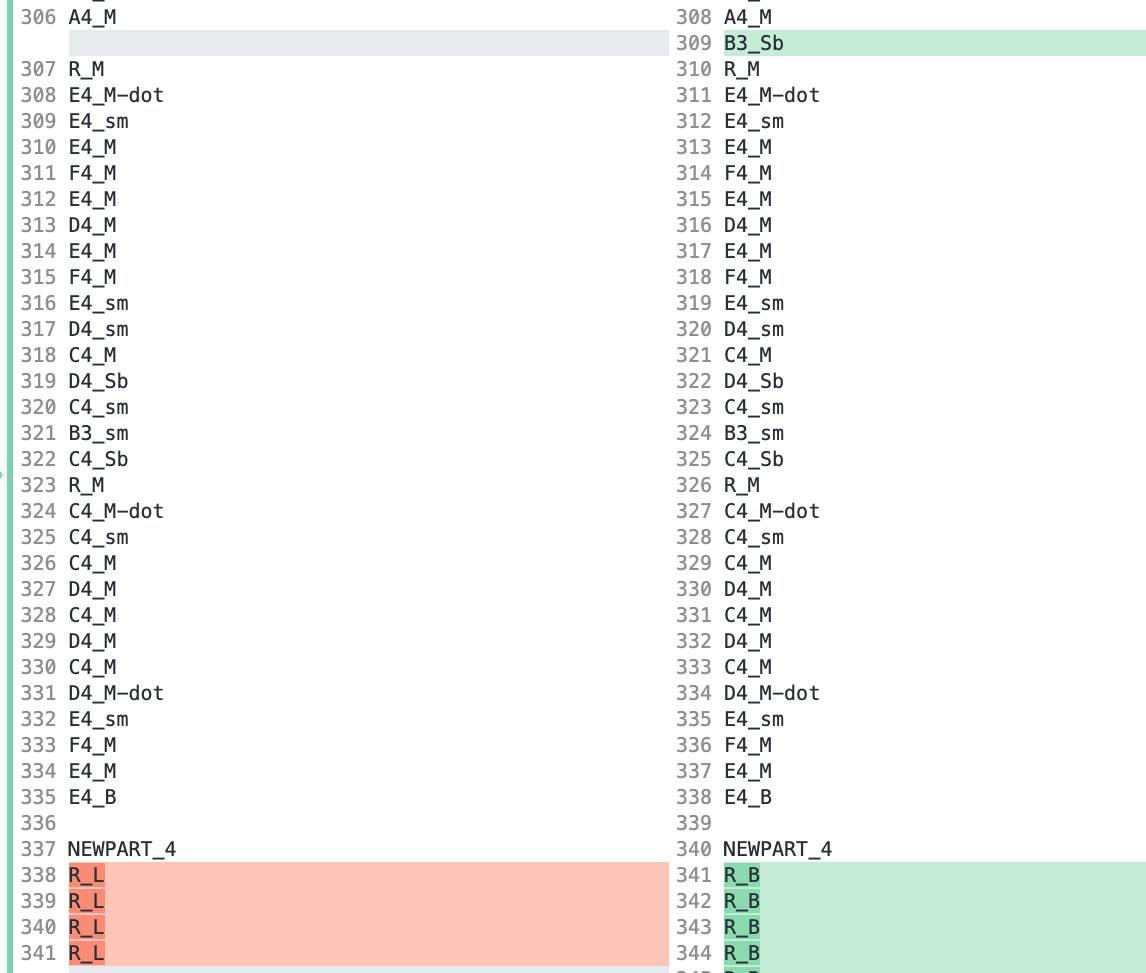 306 A4_M 308 A4_M
309 B3_Sb
307 R_M 310 R_M
308 E4_M-dot 311 E4_M-dot
309 E4_sm 312 E4_sm
310 E4_M 313 E4_M
311 F4_M 314 F4_M
312 E4_M 315 E4_M
313 D4_M 316 D4_M
314 E4_M 317 E4_M
315 F4_M 318 F4_M
316 E4_sm 319 E4_sm
317 D4_sm 320 D4_sm
318 C4_M 321 C4_M
319 D4_Sb 322 D4_Sb
320 C4_sm 323 C4_sm
321 B3_sm 324 B3_sm
322 C4_Sb 325 C4_Sb
323 R_M 326 R_M
324 C4_M-dot 327 C4_M-dot
325 C4_sm 328 C4_sm
326 C4_M 329 C4_M
327 D4_M 330 D4_M
328 C4_M 331 C4_M
329 D4_M 332 D4_M
330 C4_M 333 C4_M
331 D4_M-dot 334 D4_M-dot
332 E4_sm 335 E4_sm
333 F4_M 336 F4_M
334 E4_M 337 E4_M
335 E4_B 338 E4_B
336 339
337 NEWPART_4 340 NEWPART_4
338 R_L 341 R_B
339 R_L 342 R_B
340 R_L 343 R_B
341 R_L 344 R_B